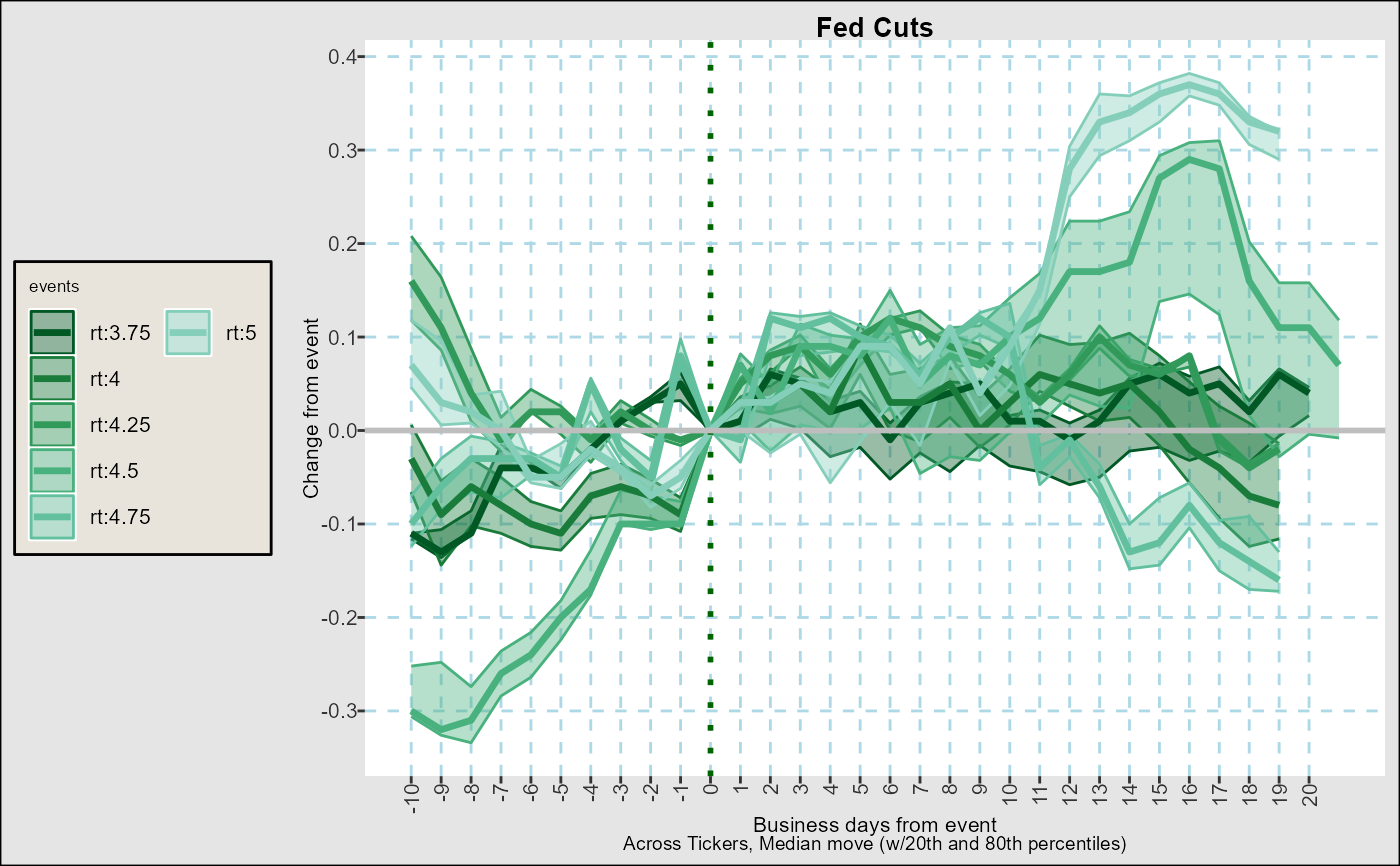 Fed Cuts
events
rt:3.75 rt:5
rt:4
rt:4.25
rt:4.5
rt:4.75
Change from event
0.4
0.3
0.2
0.1
0.0
-0.1
-0.2
-0.3
-10 -9 -8 -7 -6 -5 -4 -3 -2 -1 0 1 2 3 4 5 6 7 8 9 10 11 12 13 14 15 16 17 18 19 20
Business days from event
Across Tickers, Median move (w/20th and 80th percentiles)